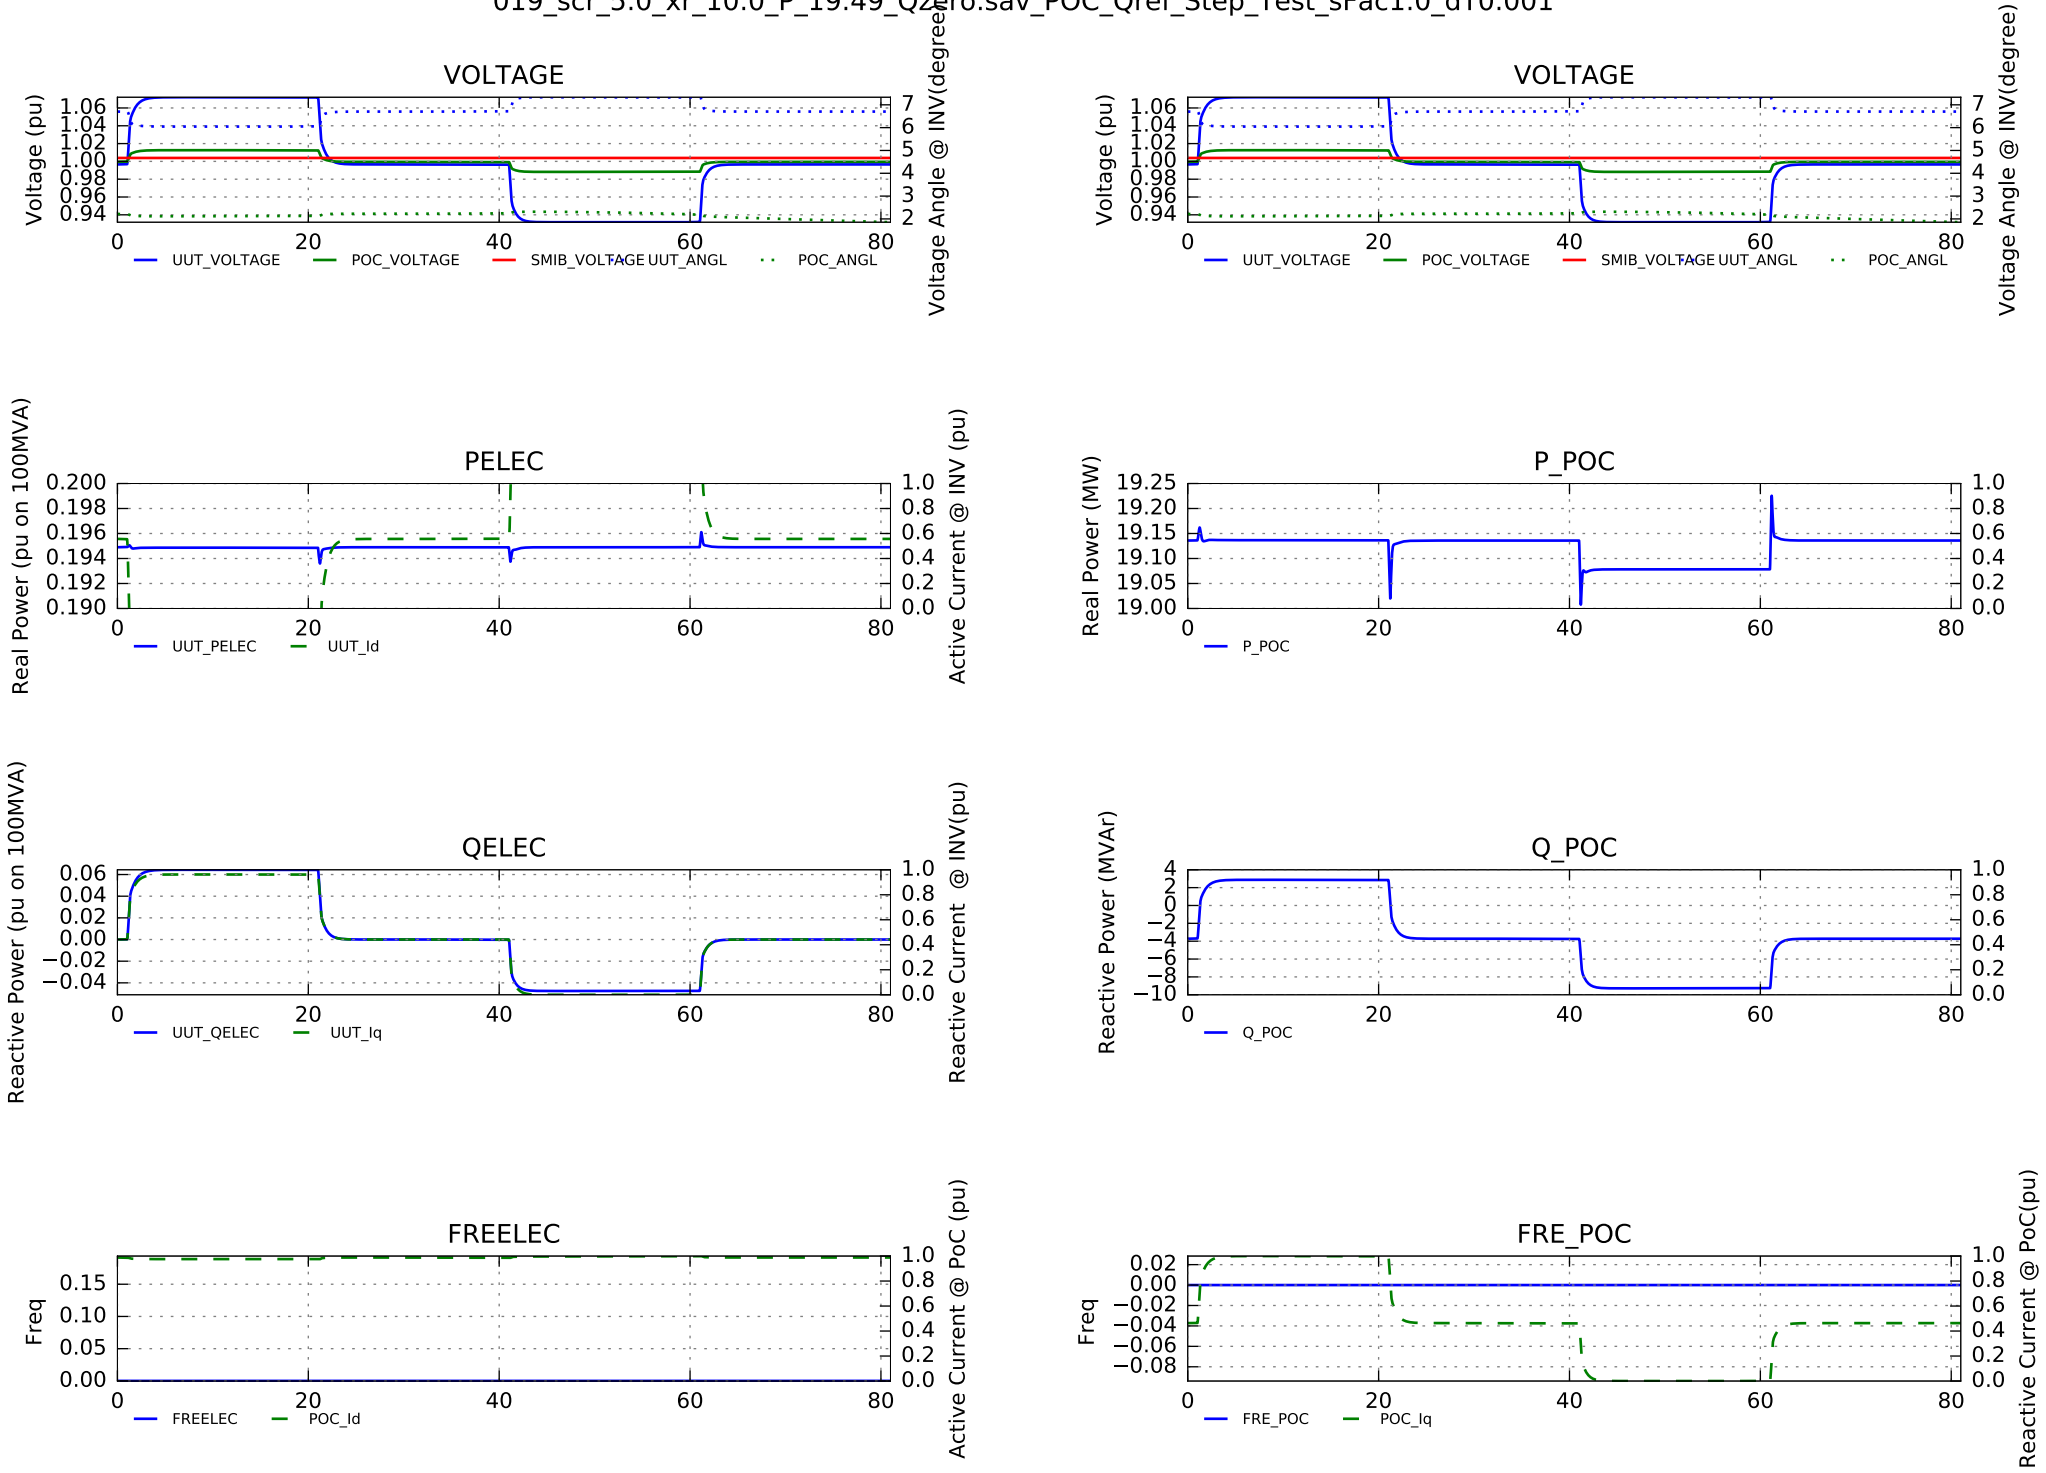 019_scr_5.0_xr_10.0_P_19.49_QZero.sav_POC_Qref_Step_Test_sFac1.0_dT0.001
VOLTAGE
Voltage (pu)
1.06
1.04
1.02
1.00
0.98
0.96
0.94
7
6
5
4
3
2
Voltage Angle @ INV(degree)
0 20 40 60 80
UUT_VOLTAGE POC_VOLTAGE SMIB_VOLTAGE UUT_ANGL POC_ANGL
VOLTAGE
Voltage (pu)
1.06
1.04
1.02
1.00
0.98
0.96
0.94
7
6
5
4
3
2
Voltage Angle @ INV(degree)
0 20 40 60 80
UUT_VOLTAGE POC_VOLTAGE SMIB_VOLTAGE UUT_ANGL POC_ANGL
PELEC
Real Power (pu on 100MVA)
0.200
0.198
0.196
0.194
0.192
0.190
1.0
0.8
0.6
0.4
0.2
0.0
Active Current @ INV (pu)
0 20 40 60 80
UUT_PELEC UUT_Id
P_POC
Real Power (MW)
19.25
19.20
19.15
19.10
19.05
19.00
1.0
0.8
0.6
0.4
0.2
0.0
0 20 40 60 80
P_POC
QELEC
Reactive Power (pu on 100MVA)
0.06
0.04
0.02
0.00
−0.02
−0.04
1.0
0.8
0.6
0.4
0.2
0.0
Reactive Current @ INV(pu)
0 20 40 60 80
UUT_QELEC UUT_Iq
Q_POC
Reactive Power (MVAr)
4
2
0
−2
−4
−6
−8
−10
1.0
0.8
0.6
0.4
0.2
0.0
0 20 40 60 80
Q_POC
FREELEC
Freq
0.15
0.10
0.05
0.00
1.0
0.8
0.6
0.4
0.2
0.0
Active Current @ PoC (pu)
0 20 40 60 80
FREELEC POC_Id
FRE_POC
Freq
0.02
0.00
−0.02
−0.04
−0.06
−0.08
1.0
0.8
0.6
0.4
0.2
0.0
Reactive Current @ PoC(pu)
0 20 40 60 80
FRE_POC POC_Iq